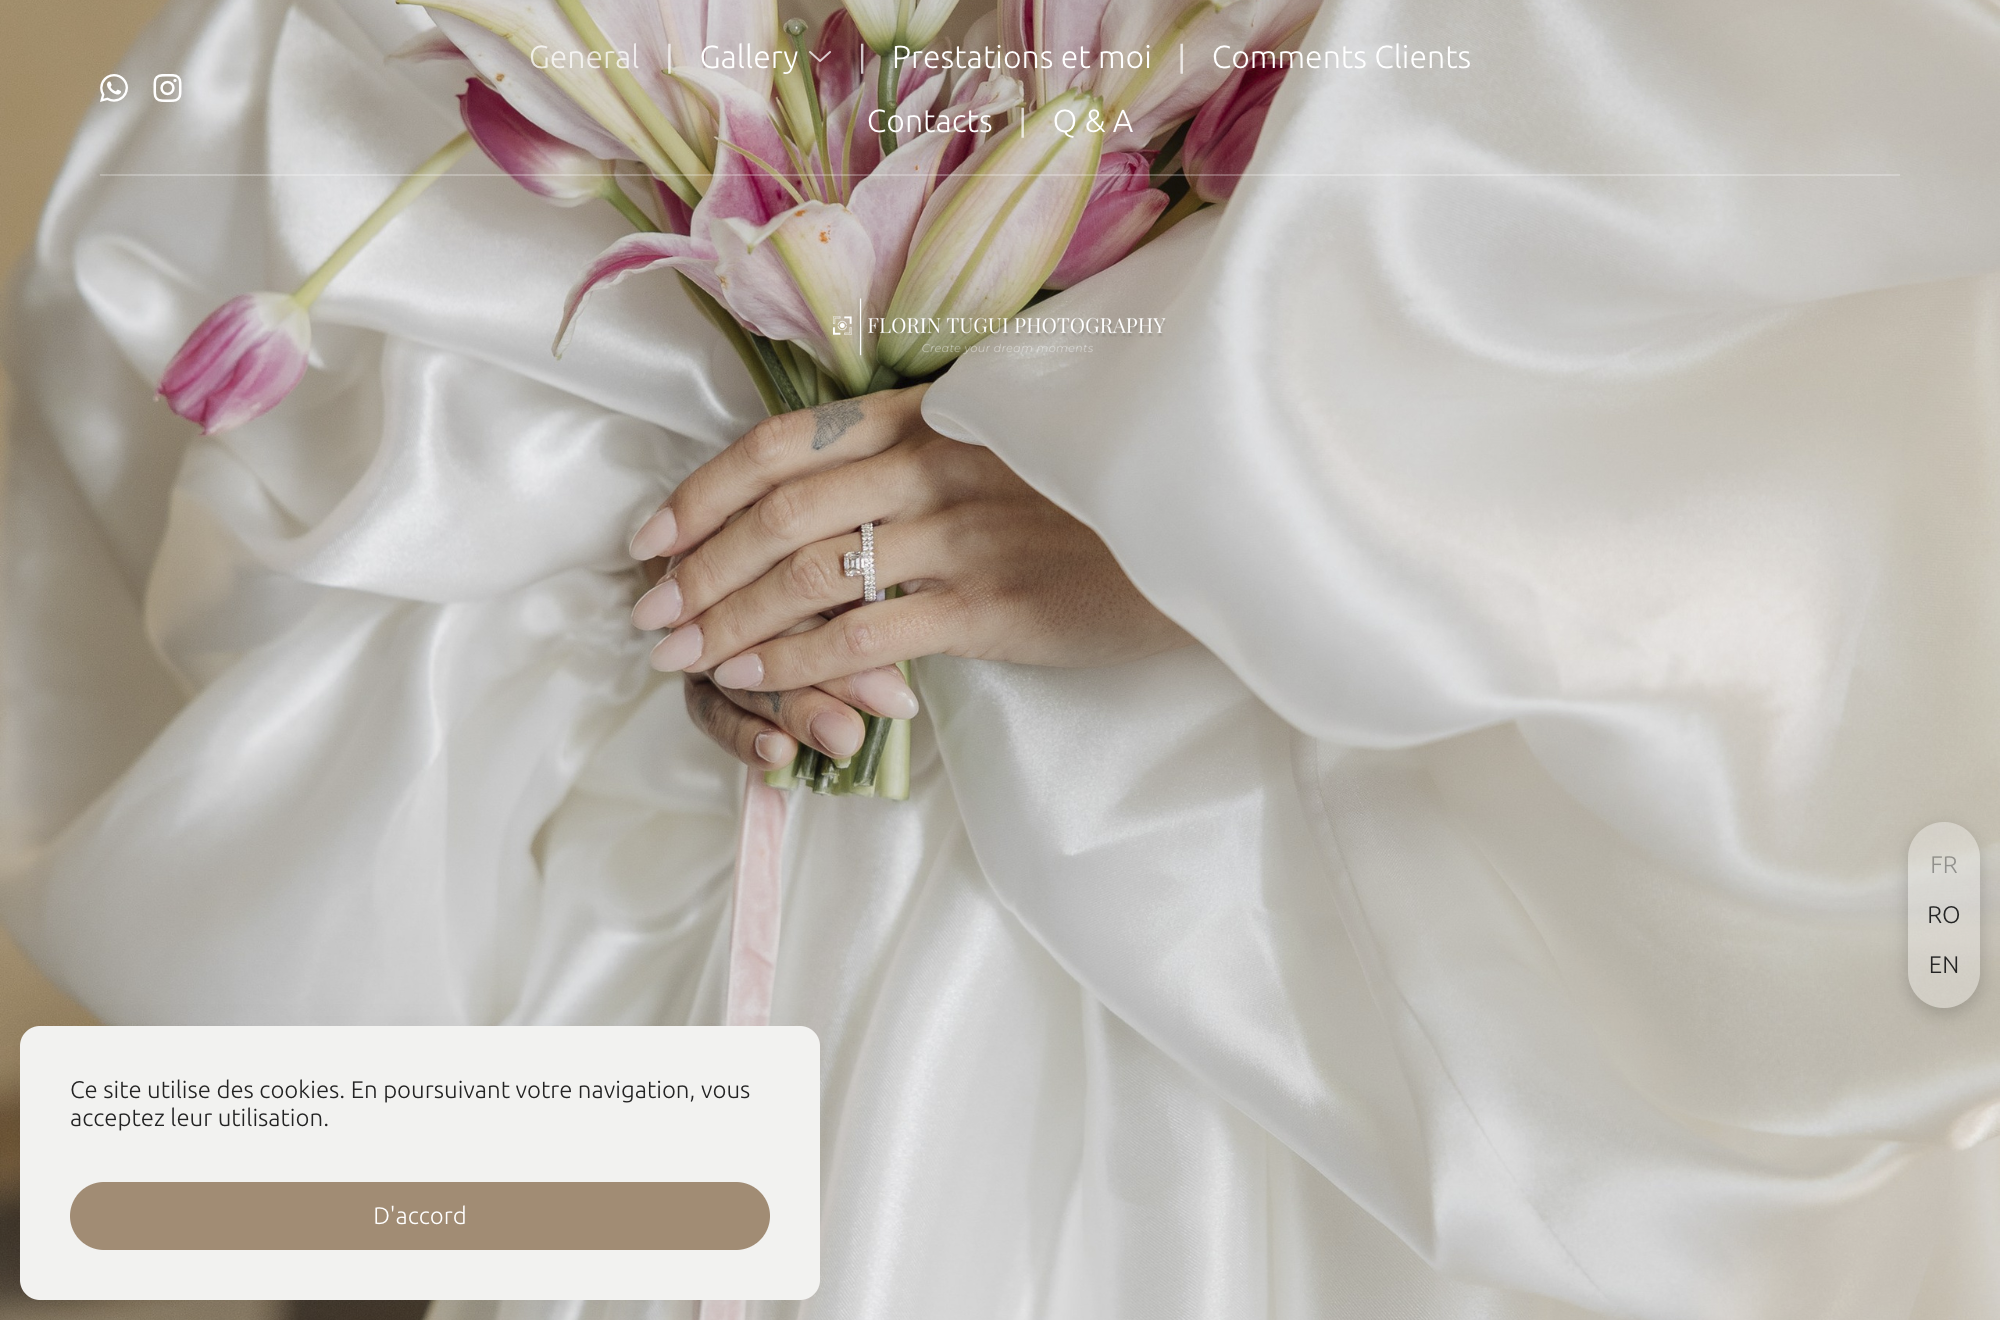 General | Gallery | Prestations et moi | Comments Clients
Contacts | Q & A
FLORIN TUGUI PHOTOGRAPHY
Create your dream moments
FR
RO
EN
Ce site utilise des cookies. En poursuivant votre navigation, vous
acceptez leur utilisation.
D'accord